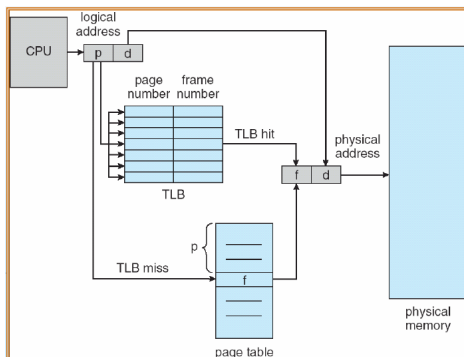 logical
address
CPU
p d
page
number
frame
number
TLB hit
physical
address
f d
TLB
p
TLB miss
f
physical
memory
page table